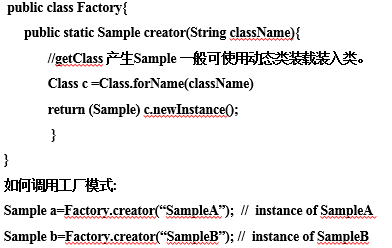 public class Factory{
public static Sample creator(String className){
//getClass 产生Sample 一般可使用动态类装载装入类。
Class c =Class.forName(className)
return (Sample) c.newInstance();
}
}
如何调用工厂模式:
Sample a=Factory.creator(“SampleA”); // instance of SampleA
Sample b=Factory.creator(“SampleB”); // instance of SampleB